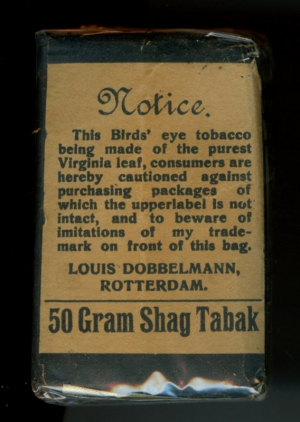 Notice.
This Birds' eye tobacco
being made of the purest
Virginia leaf, consumers are
hereby cautioned against
purchasing packages of
which the upperlabel is not
intact, and to beware of
imitations of my trade-
mark on front of this bag.
LOUIS DOBBELMANN,
ROTTERDAM.
50 Gram Shag Tabak